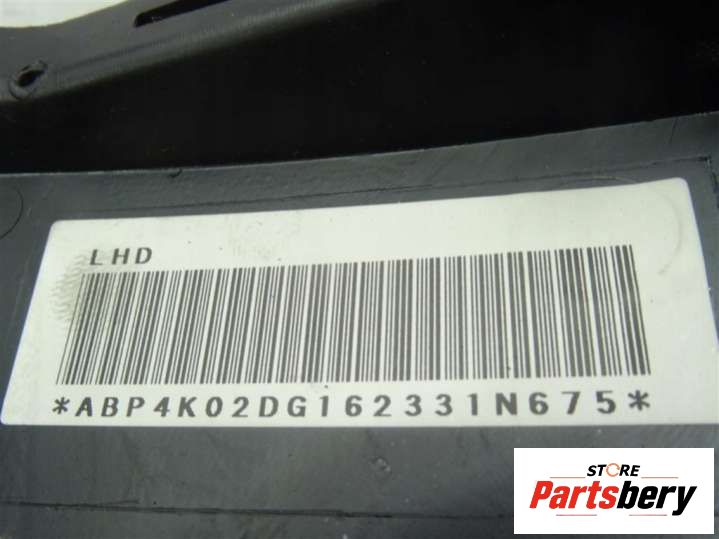 LHD
*ABP4K02DG162331N675*
STORE
Partsbery